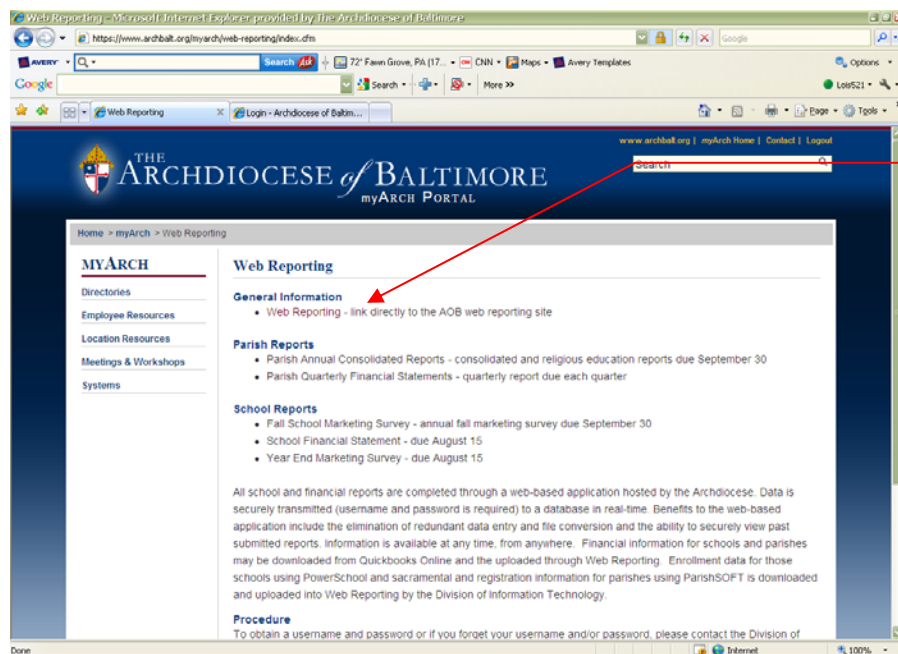 Web Reporting - Microsoft Internet Explorer provided by The Archdiocese of Baltimore
https://www.archbalt.org/myarch/web-reporting/index.cfm
Google
AVERY
Search Ask
72° Fawn Grove, PA (17...
CNN
Maps
Avery Templates
Options
Google
Search
More >>
Lois521
Web Reporting
Login - Archdiocese of Baltim...
Page
Tools
www.archbalt.org | myArch Home | Contact | Logout
Search
THE
ARCHDIOCESE of BALTIMORE
MYARCH PORTAL
Home > myArch > Web Reporting
MYARCH
Directories
Employee Resources
Location Resources
Meetings & Workshops
Systems
Web Reporting
General Information
• Web Reporting - link directly to the AOB web reporting site
Parish Reports
• Parish Annual Consolidated Reports - consolidated and religious education reports due September 30
• Parish Quarterly Financial Statements - quarterly report due each quarter
School Reports
• Fall School Marketing Survey - annual fall marketing survey due September 30
• School Financial Statement - due August 15
• Year End Marketing Survey - due August 15
All school and financial reports are completed through a web-based application hosted by the Archdiocese. Data is
securely transmitted (username and password is required) to a database in real-time. Benefits to the web-based
application include the elimination of redundant data entry and file conversion and the ability to securely view past
submitted reports. Information is available at any time, from anywhere. Financial information for schools and parishes
may be downloaded from Quickbooks Online and the uploaded through Web Reporting. Enrollment data for those
schools using PowerSchool and sacramental and registration information for parishes using ParishSOFT is downloaded
and uploaded into Web Reporting by the Division of Information Technology.
Procedure
To obtain a username and password or if you forget your username and/or password, please contact the Division of
Done
Internet
100%